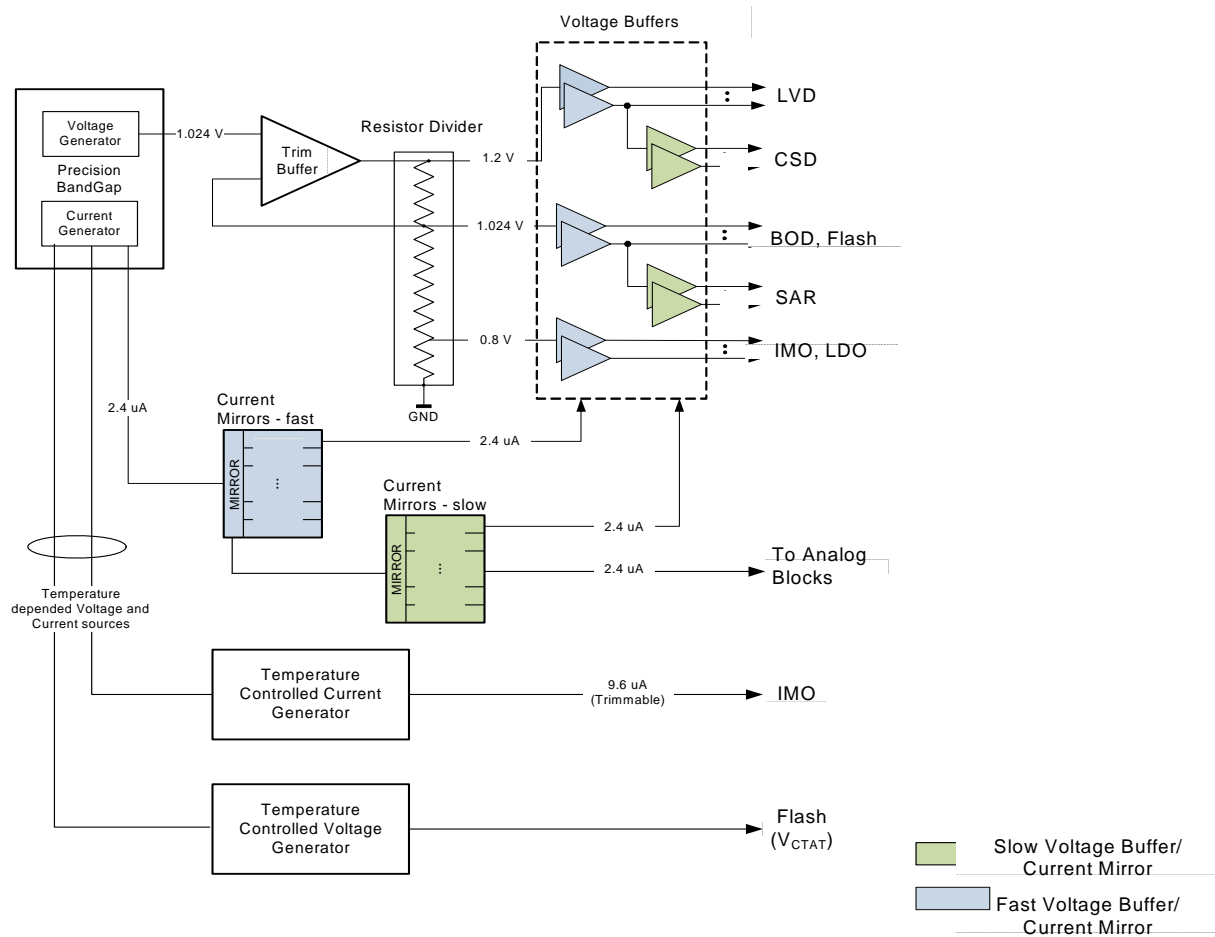 Voltage Buffers
LVD
CSD
BOD, Flash
SAR
IMO, LDO
Voltage
Generator
Precision
BandGap
Current
Generator
1.024 V
Trim
Buffer
Resistor Divider
1.2 V
1.024 V
0.8 V
GND
2.4 uA
Current
Mirrors - fast
MIRROR
...
2.4 uA
Current
Mirrors - slow
MIRROR
...
2.4 uA
2.4 uA
To Analog
Blocks
Temperature
depended Voltage and
Current sources
Temperature
Controlled Current
Generator
9.6 uA
(Trimmable)
IMO
Temperature
Controlled Voltage
Generator
Flash
(VCTAT)
Slow Voltage Buffer/
Current Mirror
Fast Voltage Buffer/
Current Mirror